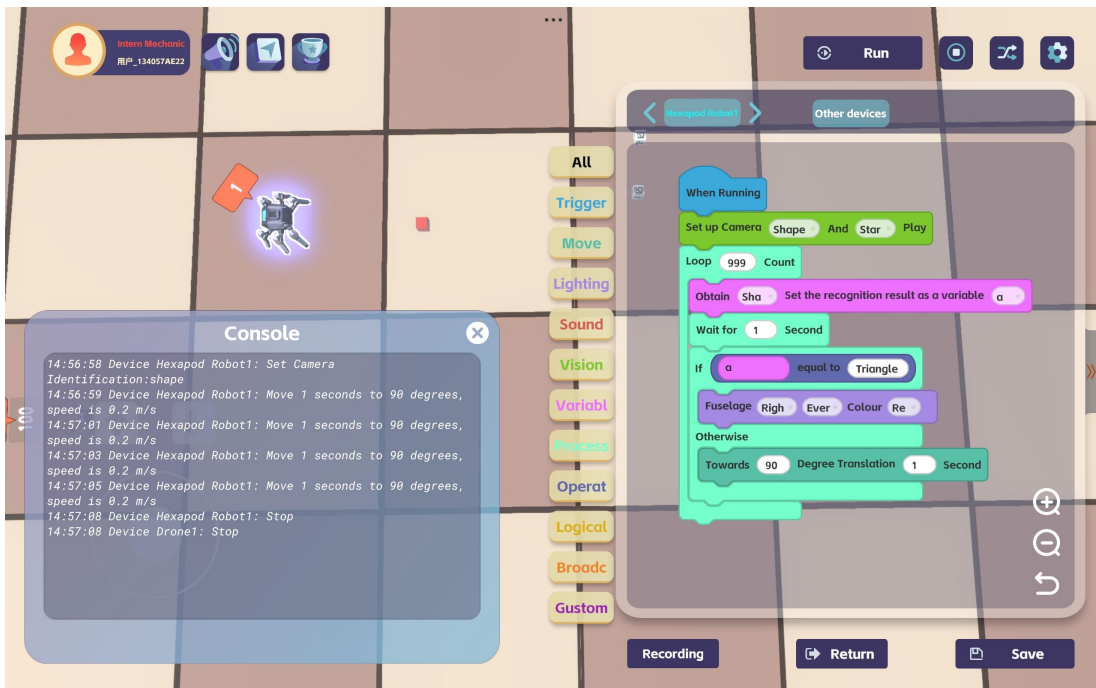 Intern Mechanic
用户_134057AE22
Run
Hexapod Robot1
Other devices
All
Trigger
Move
Lighting
Sound
Vision
Variabl
Process
Operat
Logical
Broadc
Gustom
When Running
Set up Camera Shape And Star Play
Loop 999 Count
Obtain Sha Set the recognition result as a variable a
Wait for 1 Second
If a equal to Triangle
Fuselage Righ Ever Colour Re
Otherwise
Towards 90 Degree Translation 1 Second
1
100
Console
14:56:58 Device Hexapod Robot1: Set Camera
Identification:shape
14:56:59 Device Hexapod Robot1: Move 1 seconds to 90 degrees,
speed is 0.2 m/s
14:57:01 Device Hexapod Robot1: Move 1 seconds to 90 degrees,
speed is 0.2 m/s
14:57:03 Device Hexapod Robot1: Move 1 seconds to 90 degrees,
speed is 0.2 m/s
14:57:05 Device Hexapod Robot1: Move 1 seconds to 90 degrees,
speed is 0.2 m/s
14:57:08 Device Hexapod Robot1: Stop
14:57:08 Device Drone1: Stop
Recording
Return
Save